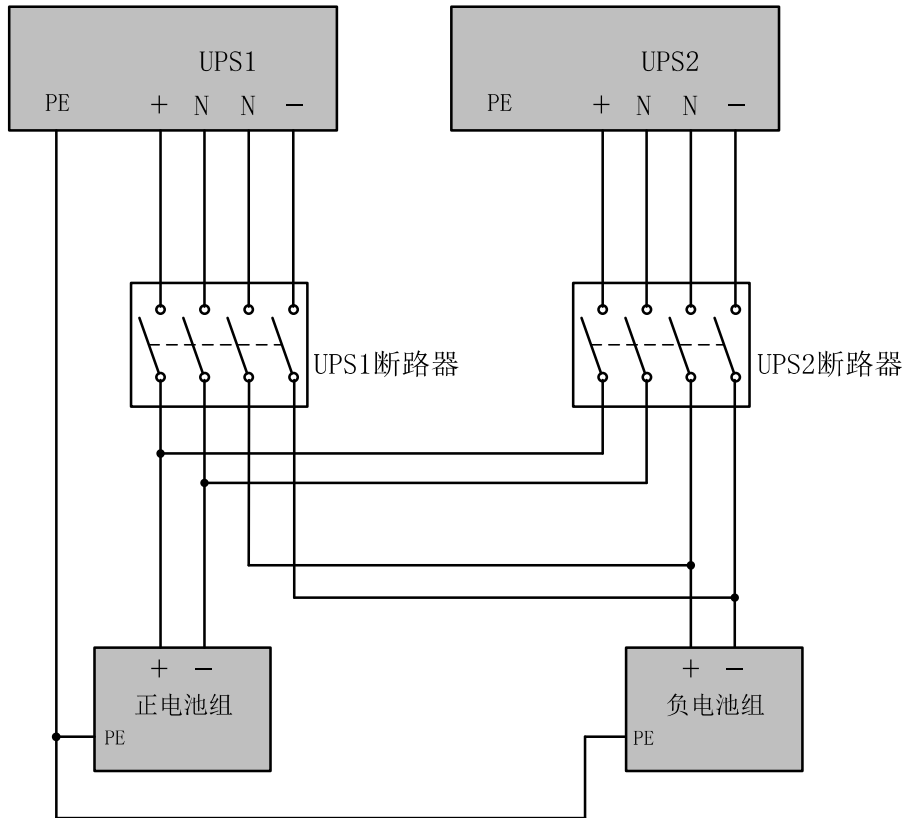 UPS1
PE + N N −
UPS2
PE + N N −
UPS1断路器
UPS2断路器
+ −
正电池组
PE
+ −
负电池组
PE